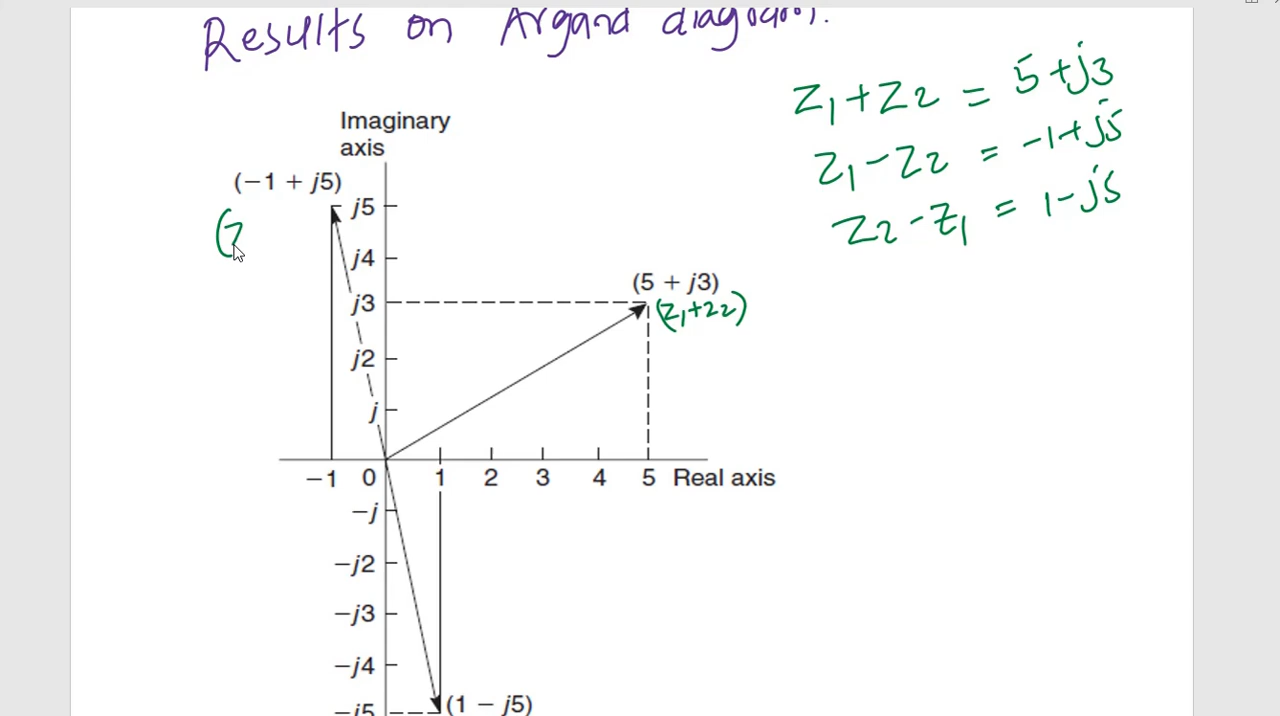 Results on Argand diagram.
z1+z2 = 5+j3
z1-z2 = -1+j5
z2-z1 = 1-j5
Imaginary
axis
(−1 + j5)
(z
j5
j4
j3
j2
j
(5 + j3)
(z1+z2)
−1 0 1 2 3 4 5 Real axis
−j
−j2
−j3
−j4
−j5
(1 − j5)